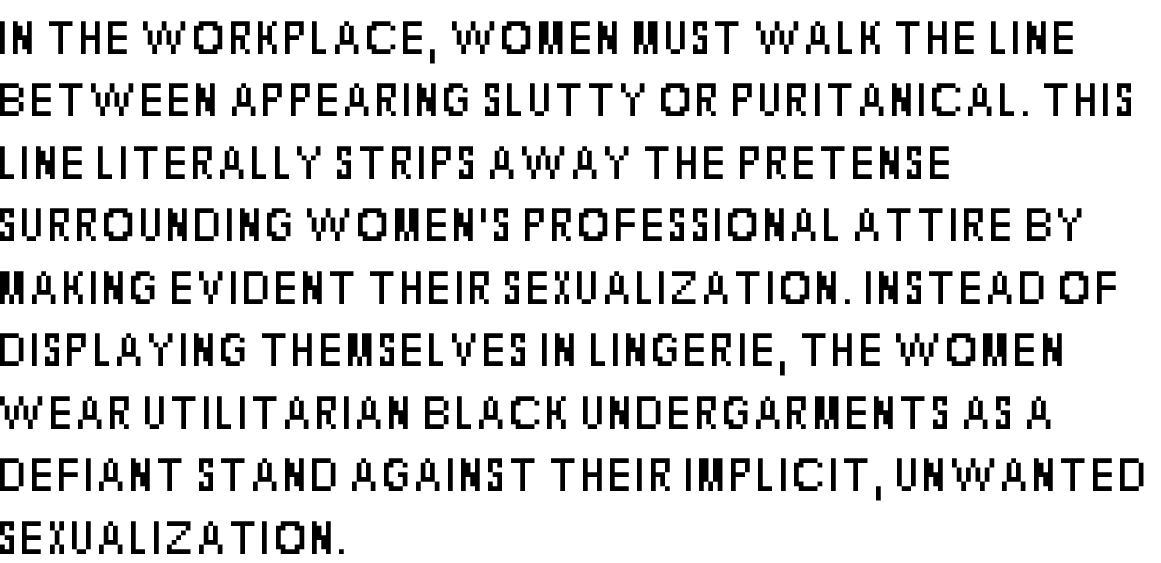 IN THE WORKPLACE, WOMEN MUST WALK THE LINE
BETWEEN APPEARING SLUTTY OR PURITANICAL. THIS
LINE LITERALLY STRIPS AWAY THE PRETENSE
SURROUNDING WOMEN'S PROFESSIONAL ATTIRE BY
MAKING EVIDENT THEIR SEXUALIZATION. INSTEAD OF
DISPLAYING THEMSELVES IN LINGERIE, THE WOMEN
WEAR UTILITARIAN BLACK UNDERGARMENTS AS A
DEFIANT STAND AGAINST THEIR IMPLICIT, UNWANTED
SEXUALIZATION.